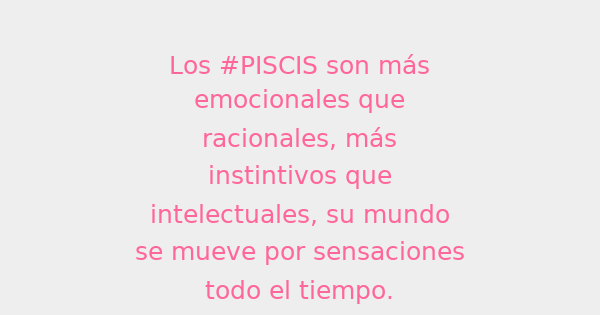 Los #PISCIS son más
emocionales que
racionales, más
instintivos que
intelectuales, su mundo
se mueve por sensaciones
todo el tiempo.